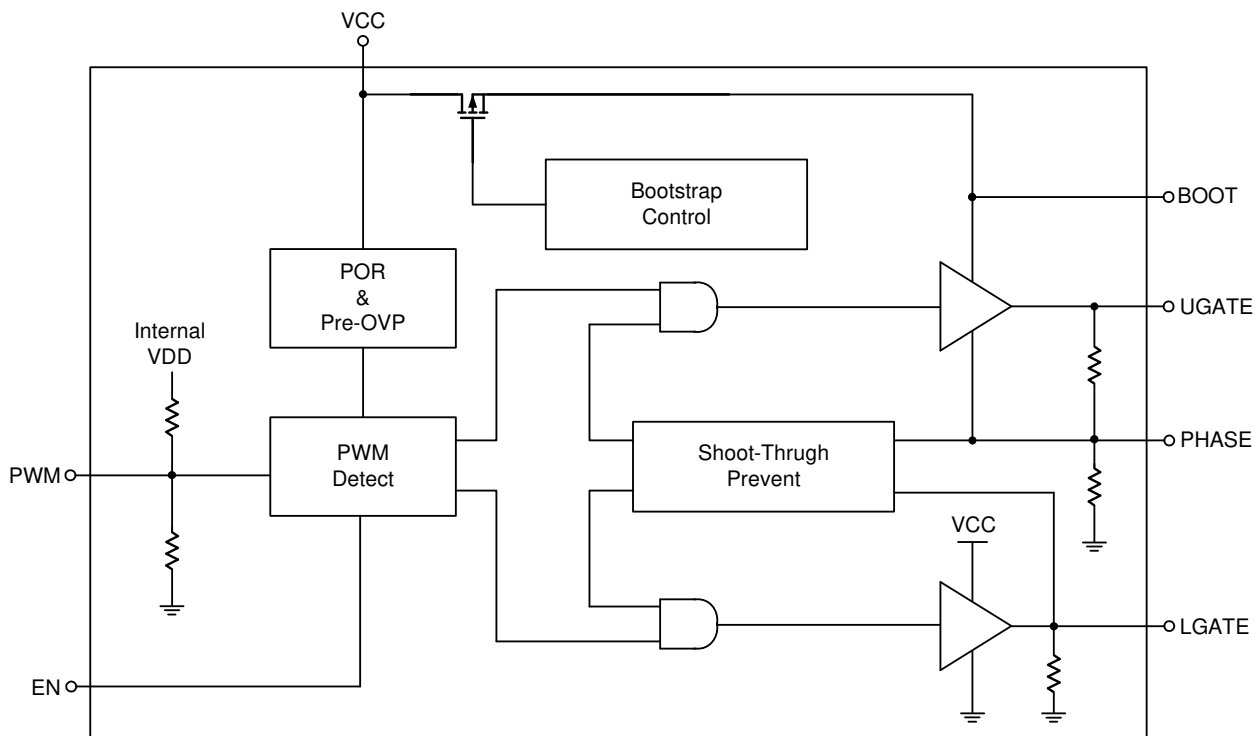 VCC
Bootstrap
Control
BOOT
POR
&
Pre-OVP
UGATE
Internal
VDD
PWM
Detect
Shoot-Thrugh
Prevent
PHASE
PWM
VCC
LGATE
EN